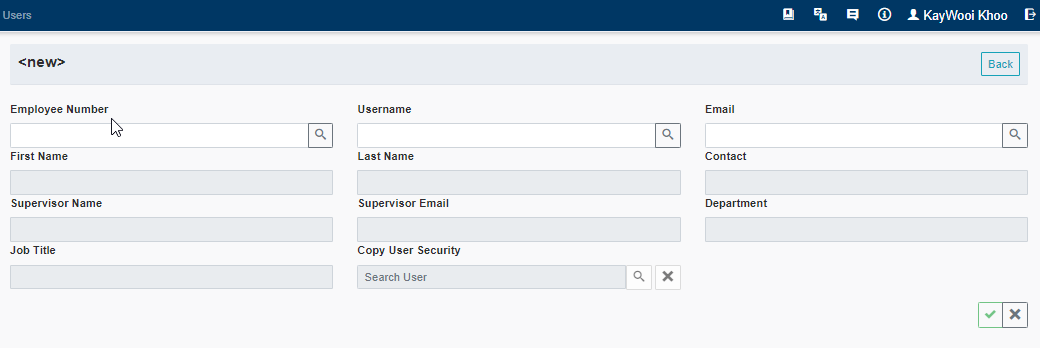 Users
KayWooi Khoo
<new>
Back
Employee Number
Username
Email
First Name
Last Name
Contact
Supervisor Name
Supervisor Email
Department
Job Title
Copy User Security
Search User